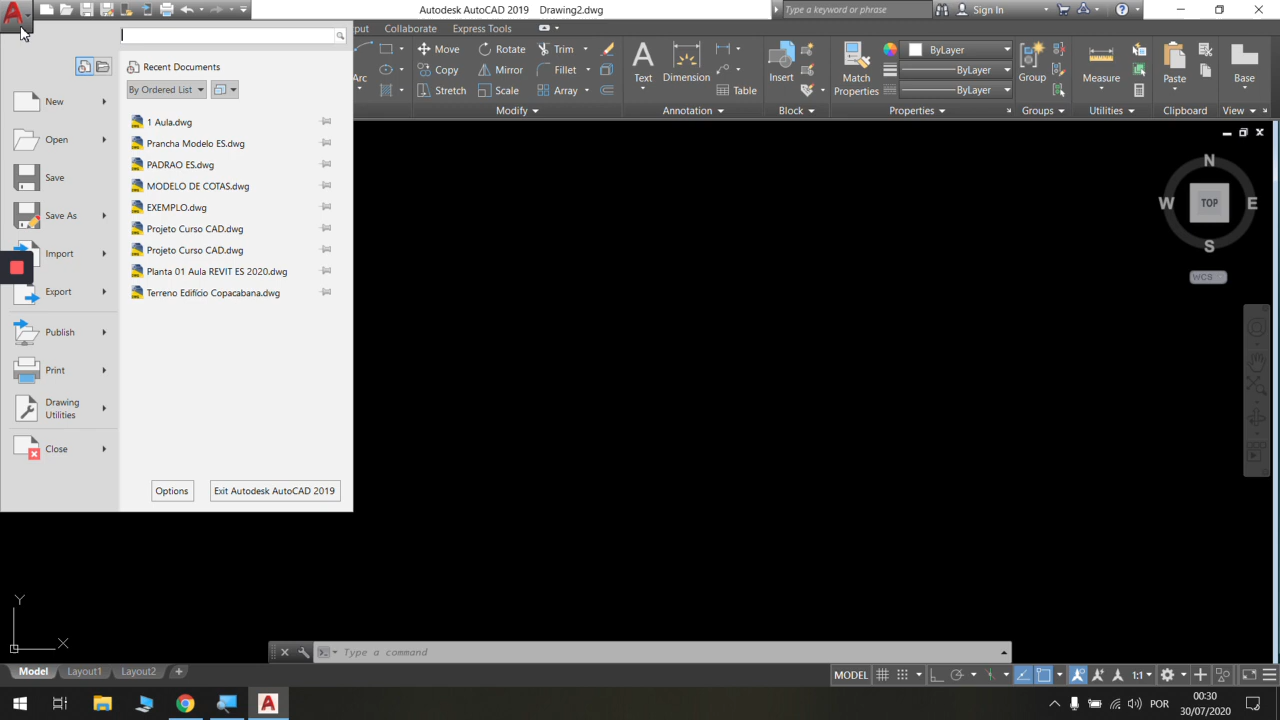 Autodesk AutoCAD 2019 Drawing2.dwg
Type a keyword or phrase
Sign In
Collaborate
Express Tools
Recent Documents
By Ordered List
New
Open
Save
Save As
Import
Export
Publish
Print
Drawing
Utilities
Close
1 Aula.dwg
Prancha Modelo ES.dwg
PADRAO ES.dwg
MODELO DE COTAS.dwg
EXEMPLO.dwg
Projeto Curso CAD.dwg
Projeto Curso CAD.dwg
Planta 01 Aula REVIT ES 2020.dwg
Terreno Edifício Copacabana.dwg
Options
Exit Autodesk AutoCAD 2019
Arc
Move
Rotate
Trim
Copy
Mirror
Fillet
Stretch
Scale
Array
Modify
Text
Dimension
Table
Annotation
Insert
Block
Match
Properties
ByLayer
ByLayer
ByLayer
Properties
Group
Groups
Measure
Utilities
Paste
Clipboard
Base
View
N
W
TOP
E
S
WCS
Y
X
Type a command
Model
Layout1
Layout2
+
MODEL
1:1
POR
00:30
30/07/2020